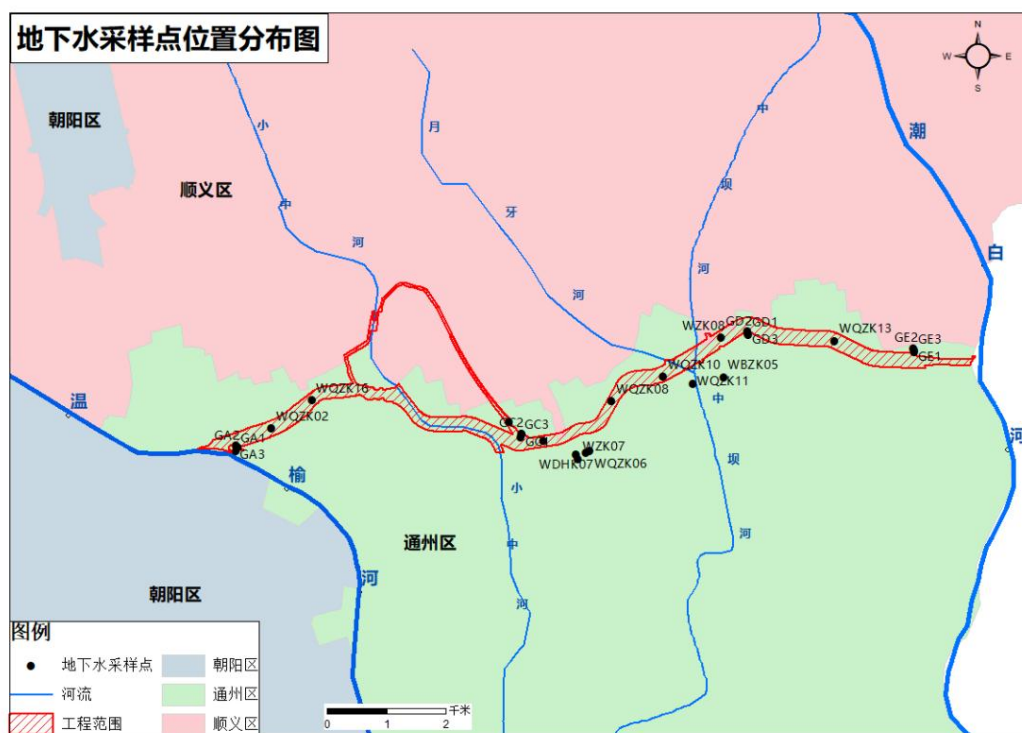 地下水采样点位置分布图
N
W
E
S
朝阳区
小
月
中
潮
顺义区
中
牙
坝
河
河
河
白
WZK08
GD2
GD1
GD3
WQZK13
GE2
GE3
GE1
WQZK10
WBZK05
WQZK11
WQZK16
WQZK08
中
温
WQZK02
GC3
GA2
GA1
GA3
WZK07
WDHK07
WQZK06
河
坝
榆
小
河
通州区
中
河
朝阳区
河
图例
地下水采样点
朝阳区
河流
通州区
工程范围
顺义区
千米
0
1
2